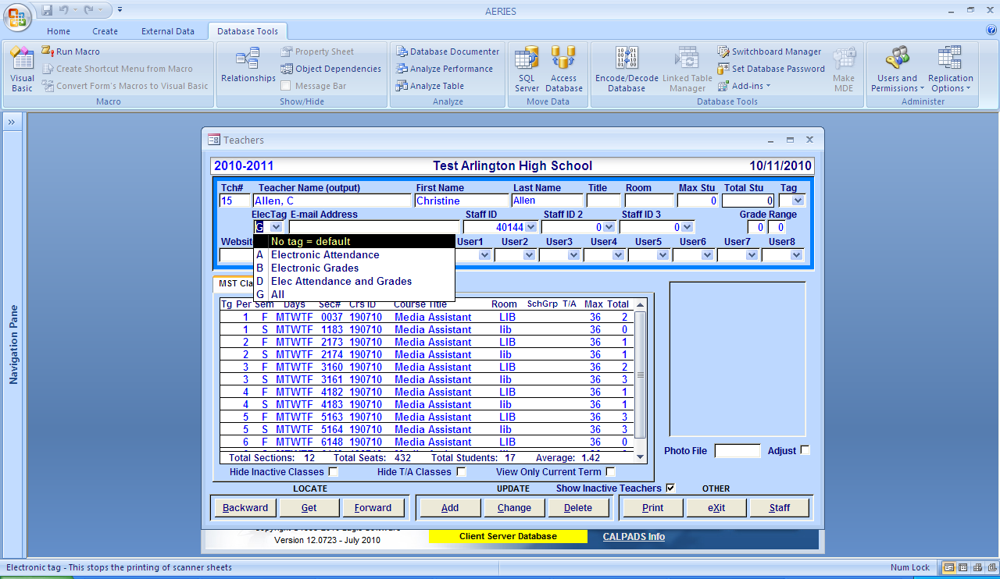 AERIES
Home Create External Data Database Tools
Visual Basic
Run Macro
Create Shortcut Menu from Macro
Convert Form's Macros to Visual Basic
Macro
Relationships
Property Sheet
Object Dependencies
Message Bar
Show/Hide
Database Documenter
Analyze Performance
Analyze Table
Analyze
SQL Server
Access Database
Move Data
Encode/Decode Database
Linked Table Manager
Switchboard Manager
Set Database Password
Add-ins
Make MDE
Database Tools
Users and Permissions
Replication Options
Administer
»
Navigation Pane
Teachers
2010-2011 Test Arlington High School 10/11/2010
Tch# Teacher Name (output) First Name Last Name Title Room Max Stu Total Stu Tag
15 Allen, C Christine Allen 0 0
ElecTag E-mail Address Staff ID Staff ID 2 Staff ID 3 Grade Range
G 40144 0 0 0 0
User1 User2 User3 User4 User5 User6 User7 User8
No tag = default
A Electronic Attendance
B Electronic Grades
D Elec Attendance and Grades
G All
Tg Per Sem Days Sec# Crs ID Course Title Room SchGrp T/A Max Total
1 F MTWTF 0037 190710 Media Assistant LIB 36 2
1 S MTWTF 1183 190710 Media Assistant lib 36 0
2 F MTWTF 2173 190710 Media Assistant LIB 36 1
2 S MTWTF 2174 190710 Media Assistant lib 36 1
3 F MTWTF 3160 190710 Media Assistant LIB 36 2
3 S MTWTF 3161 190710 Media Assistant lib 36 3
4 F MTWTF 4182 190710 Media Assistant LIB 36 1
4 S MTWTF 4183 190710 Media Assistant lib 36 1
5 F MTWTF 5163 190710 Media Assistant LIB 36 3
5 S MTWTF 5164 190710 Media Assistant lib 36 3
6 F MTWTF 6148 190710 Media Assistant LIB 36 0
Total Sections: 12 Total Seats: 432 Total Students: 17 Average: 1.42
Hide Inactive Classes Hide T/A Classes View Only Current Term
Photo File Adjust
LOCATE UPDATE Show Inactive Teachers OTHER
Backward Get Forward Add Change Delete Print eXit Staff
Version 12.0723 - July 2010 Client Server Database CALPADS Info
Electronic tag - This stops the printing of scanner sheets Num Lock